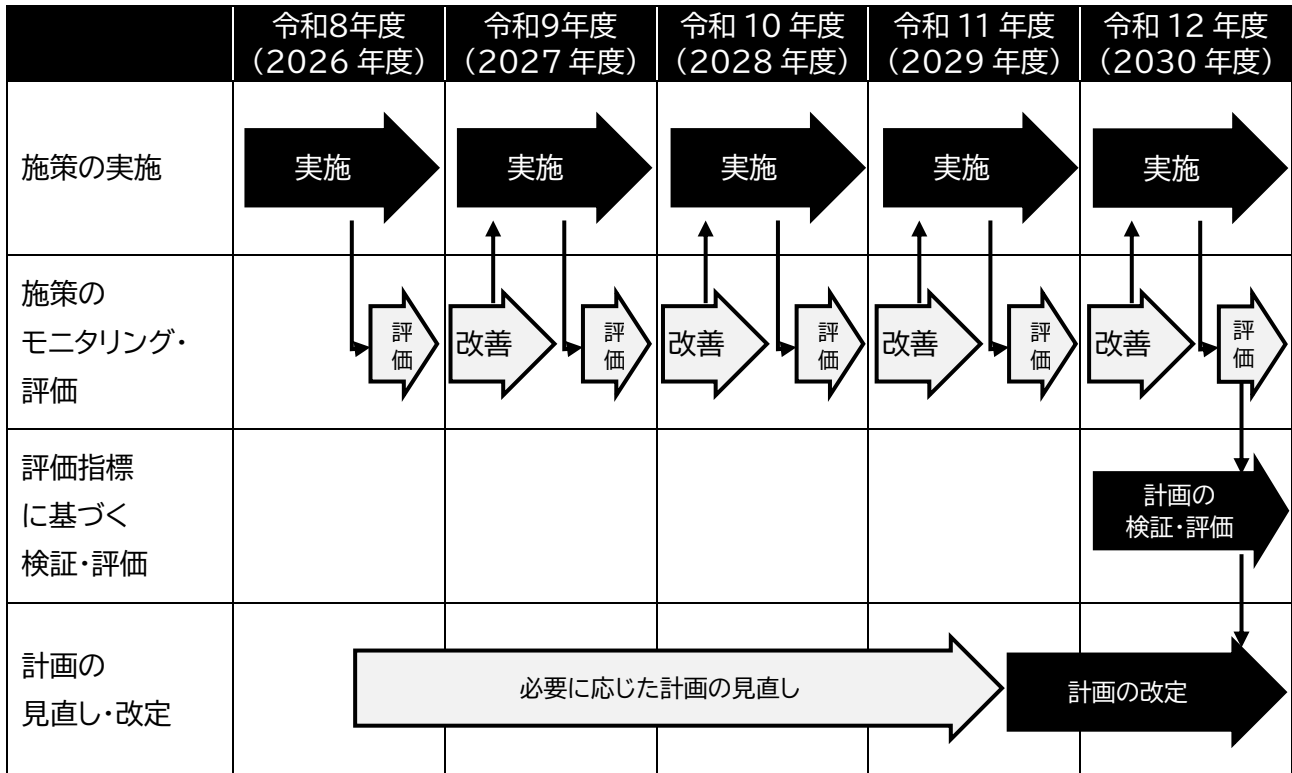 令和8年度
（2026 年度）
令和9年度
（2027 年度）
令和 10 年度
（2028 年度）
令和 11 年度
（2029 年度）
令和 12 年度
（2030 年度）
施策の実施
実施
実施
実施
実施
実施
施策の
モニタリング・
評価
評
価
改善
評
価
改善
評
価
改善
評
価
改善
評
価
評価指標
に基づく
検証・評価
計画の
検証・評価
計画の
見直し・改定
必要に応じた計画の見直し
計画の改定